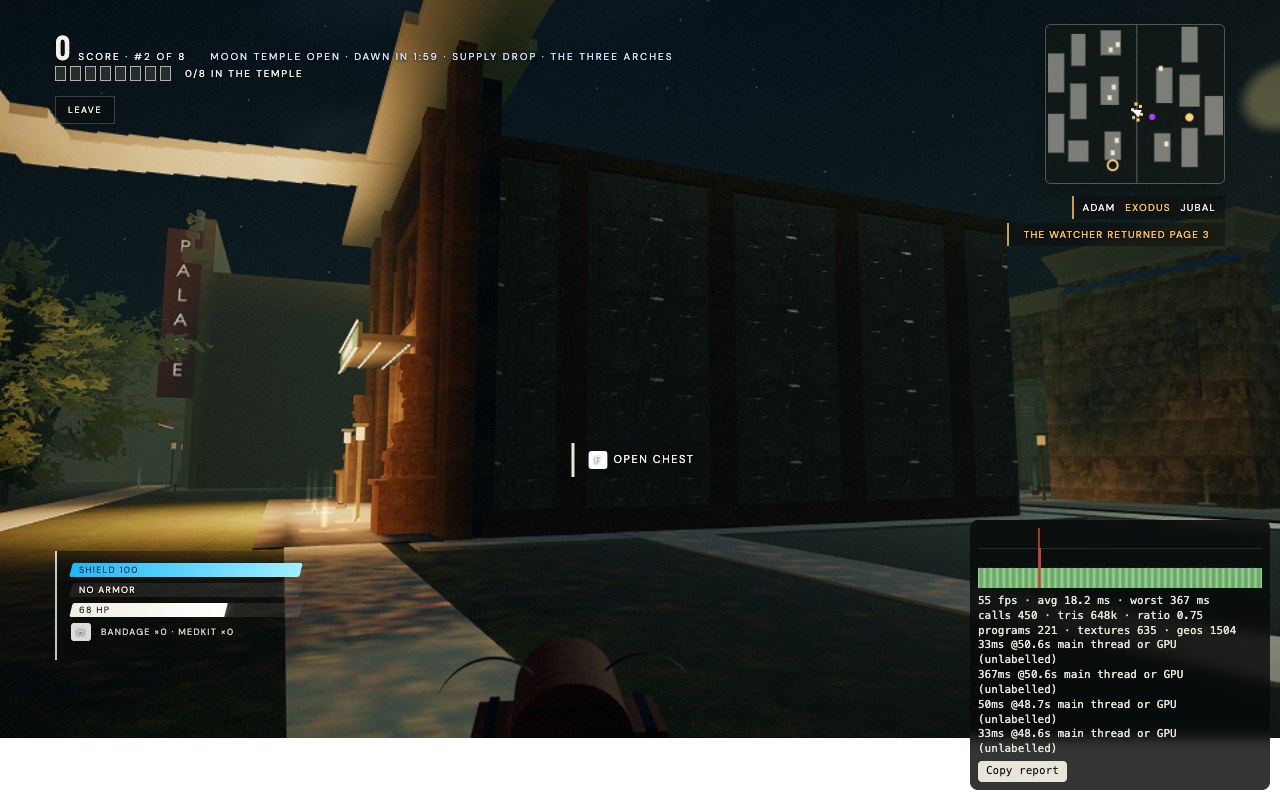 0 SCORE · #2 OF 8 MOON TEMPLE OPEN · DAWN IN 1:59 · SUPPLY DROP · THE THREE ARCHES
0/8 IN THE TEMPLE
LEAVE
ADAM EXODUS JUBAL
THE WATCHER RETURNED PAGE 3
PALACE
OPEN CHEST
SHIELD 100
NO ARMOR
68 HP
BANDAGE ×0 · MEDKIT ×0
55 fps · avg 18.2 ms · worst 367 ms
calls 450 · tris 648k · ratio 0.75
programs 221 · textures 635 · geos 1504
33ms @50.6s main thread or GPU
(unlabelled)
367ms @50.6s main thread or GPU
(unlabelled)
50ms @48.7s main thread or GPU
(unlabelled)
33ms @48.6s main thread or GPU
(unlabelled)
Copy report